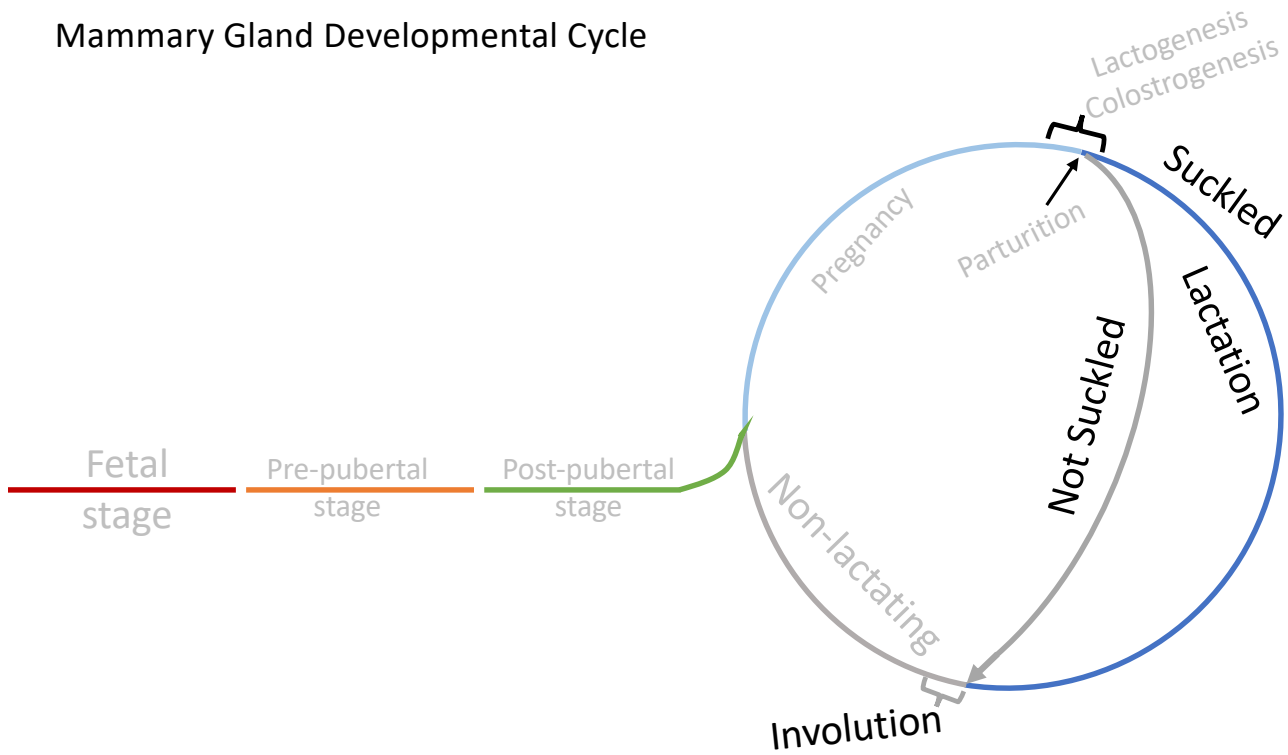 Mammary Gland Developmental Cycle
Lactogenesis
Colostrogenesis
Suckled
Pregnancy
Parturition
Lactation
Not Suckled
Fetal
stage
Pre-pubertal
stage
Post-pubertal
stage
Non-lactating
Involution